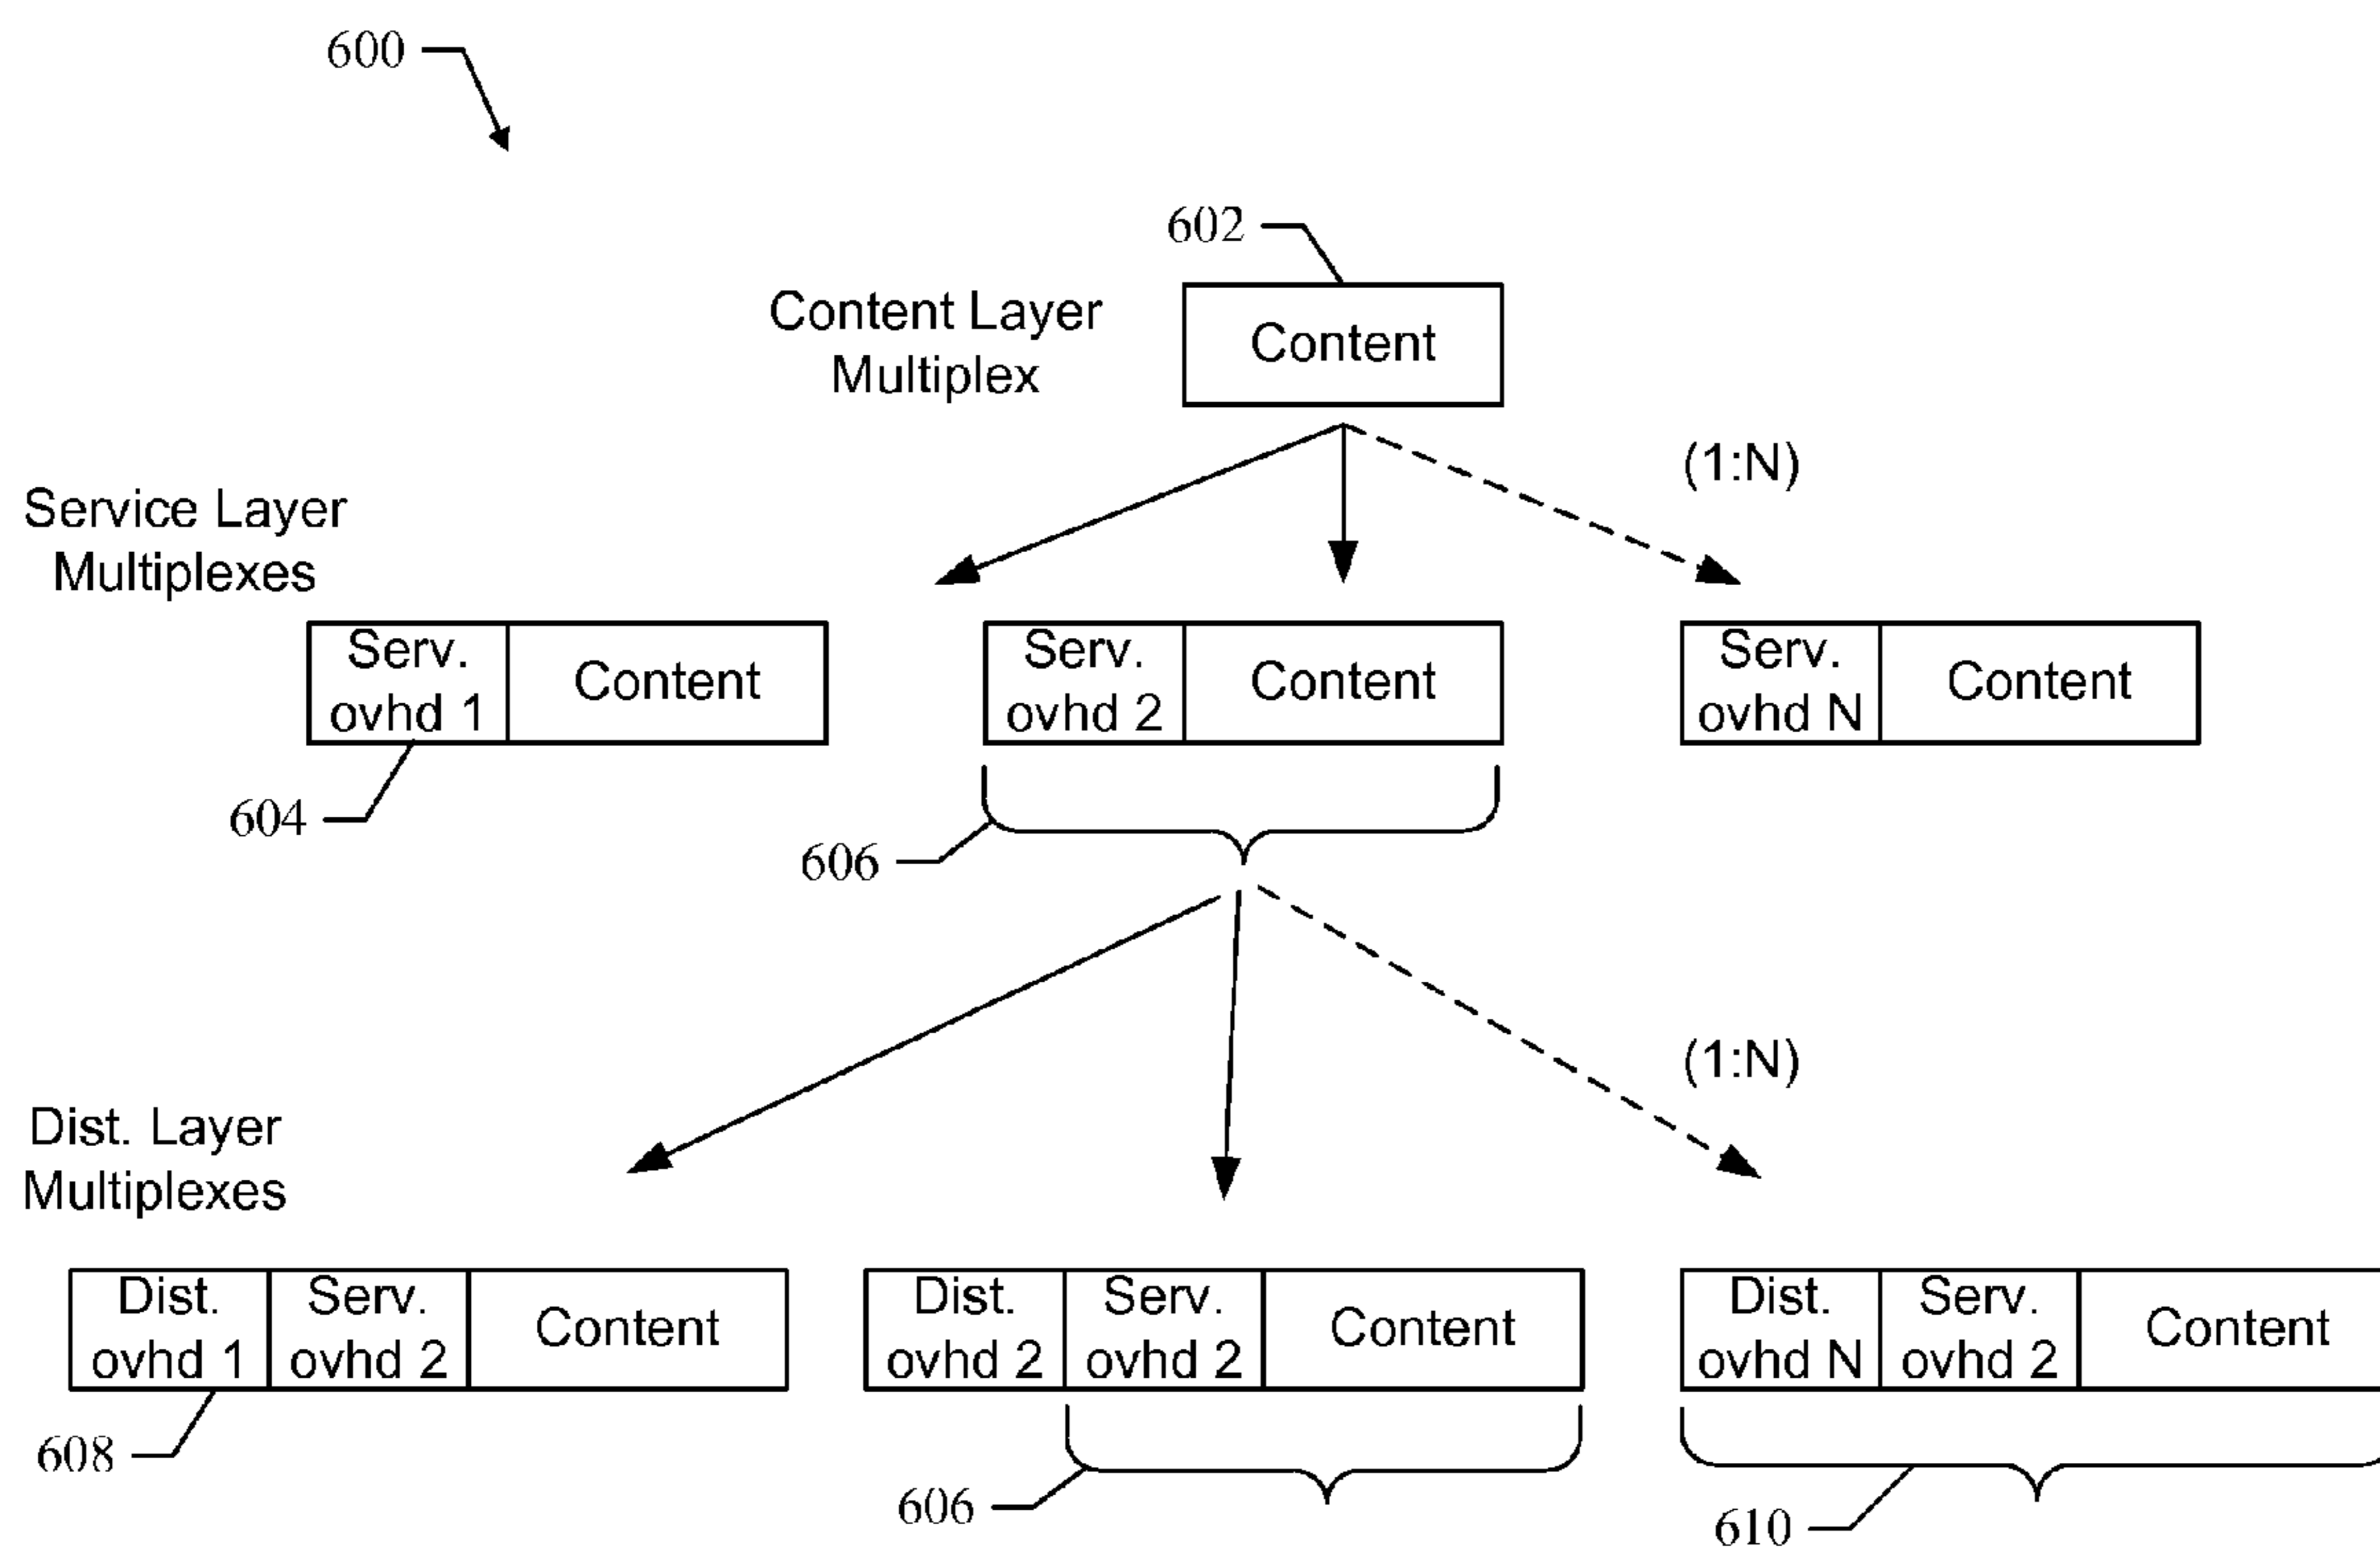 600
602
Content Layer
Multiplex
Content
(1:N)
Service Layer
Multiplexes
Serv.
ovhd 1
Content
Serv.
ovhd 2
Content
Serv.
ovhd N
Content
604
606
(1:N)
Dist. Layer
Multiplexes
Dist.
ovhd 1
Serv.
ovhd 2
Content
Dist.
ovhd 2
Serv.
ovhd 2
Content
Dist.
ovhd N
Serv.
ovhd 2
Content
608
606
610